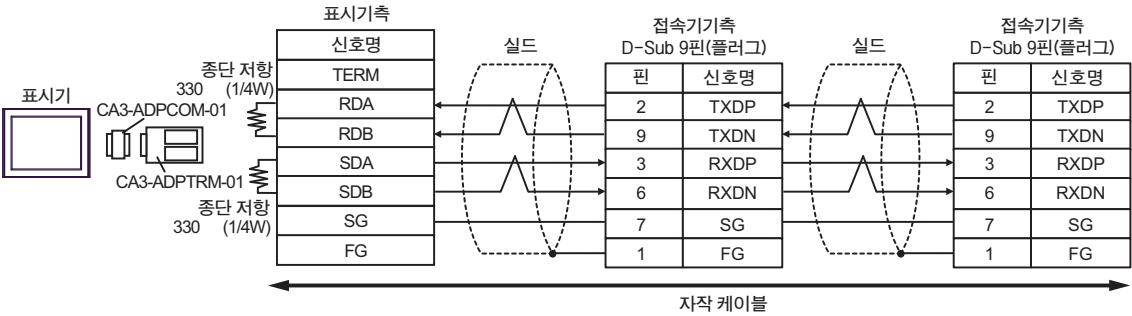 표시기
CA3-ADPCOM-01
CA3-ADPTRM-01
종단 저항
330 (1/4W)
종단 저항
330 (1/4W)
표시기측
신호명
TERM
RDA
RDB
SDA
SDB
SG
FG
실드
접속기기측
D-Sub 9핀(플러그)
핀 신호명
2 TXDP
9 TXDN
3 RXDP
6 RXDN
7 SG
1 FG
실드
접속기기측
D-Sub 9핀(플러그)
핀 신호명
2 TXDP
9 TXDN
3 RXDP
6 RXDN
7 SG
1 FG
자작 케이블